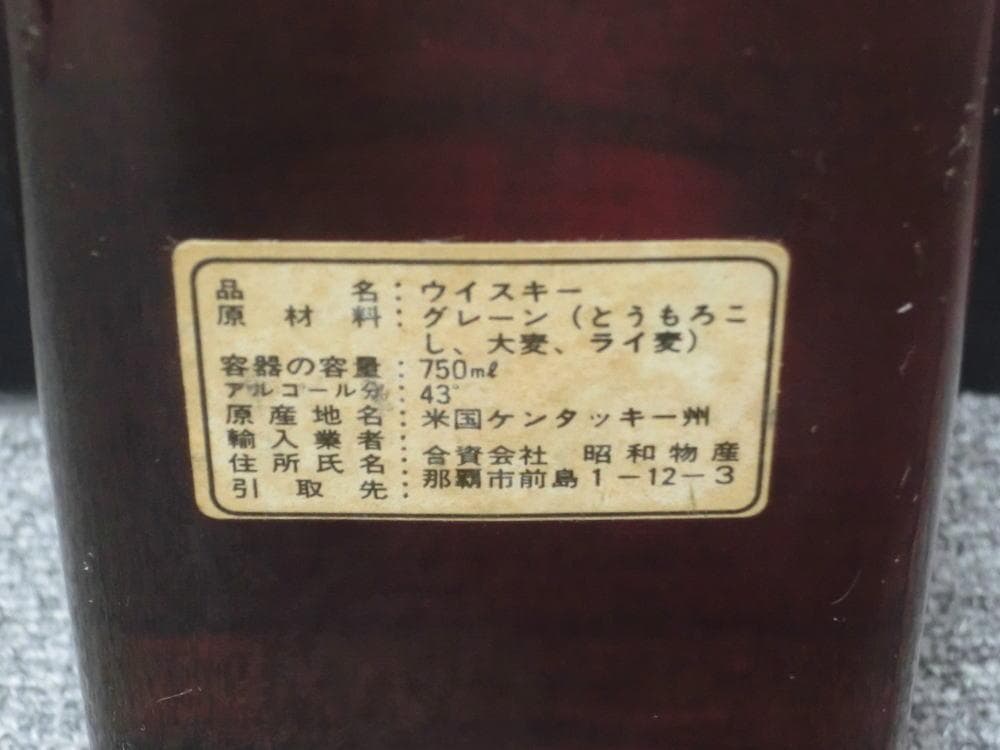 品名：ウイスキー
原材料：グレーン（とうもろこ
し、大麦、ライ麦）
容器の容量：750mℓ
アルコール分：43°
原産地名：米国ケンタッキー州
輸入業者：
住所氏名：合資会社 昭和物産
引取先：那覇市前島1-12-3